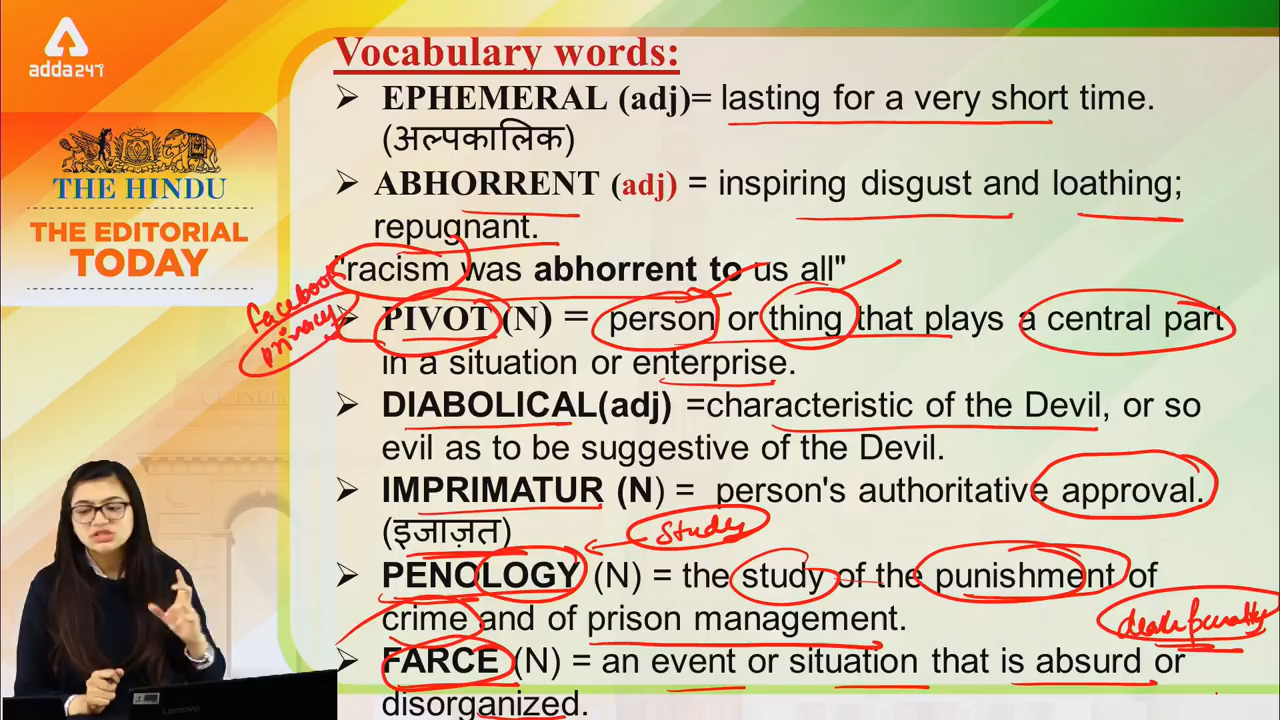 adda247
THE HINDU
THE EDITORIAL
TODAY
Vocabulary words:
➤ EPHEMERAL (adj)= lasting for a very short time.
(अल्पकालिक)
➤ ABHORRENT (adj) = inspiring disgust and loathing;
repugnant.
"racism was abhorrent to us all"
facebook
privacy
➤ PIVOT (N) = person or thing that plays a central part
in a situation or enterprise.
➤ DIABOLICAL(adj) =characteristic of the Devil, or so
evil as to be suggestive of the Devil.
➤ IMPRIMATUR (N) = person's authoritative approval.
(इजाज़त)
Study
➤ PENOLOGY (N) = the study of the punishment of
crime and of prison management.
death penalty
➤ FARCE (N) = an event or situation that is absurd or
disorganized.
Lenovo